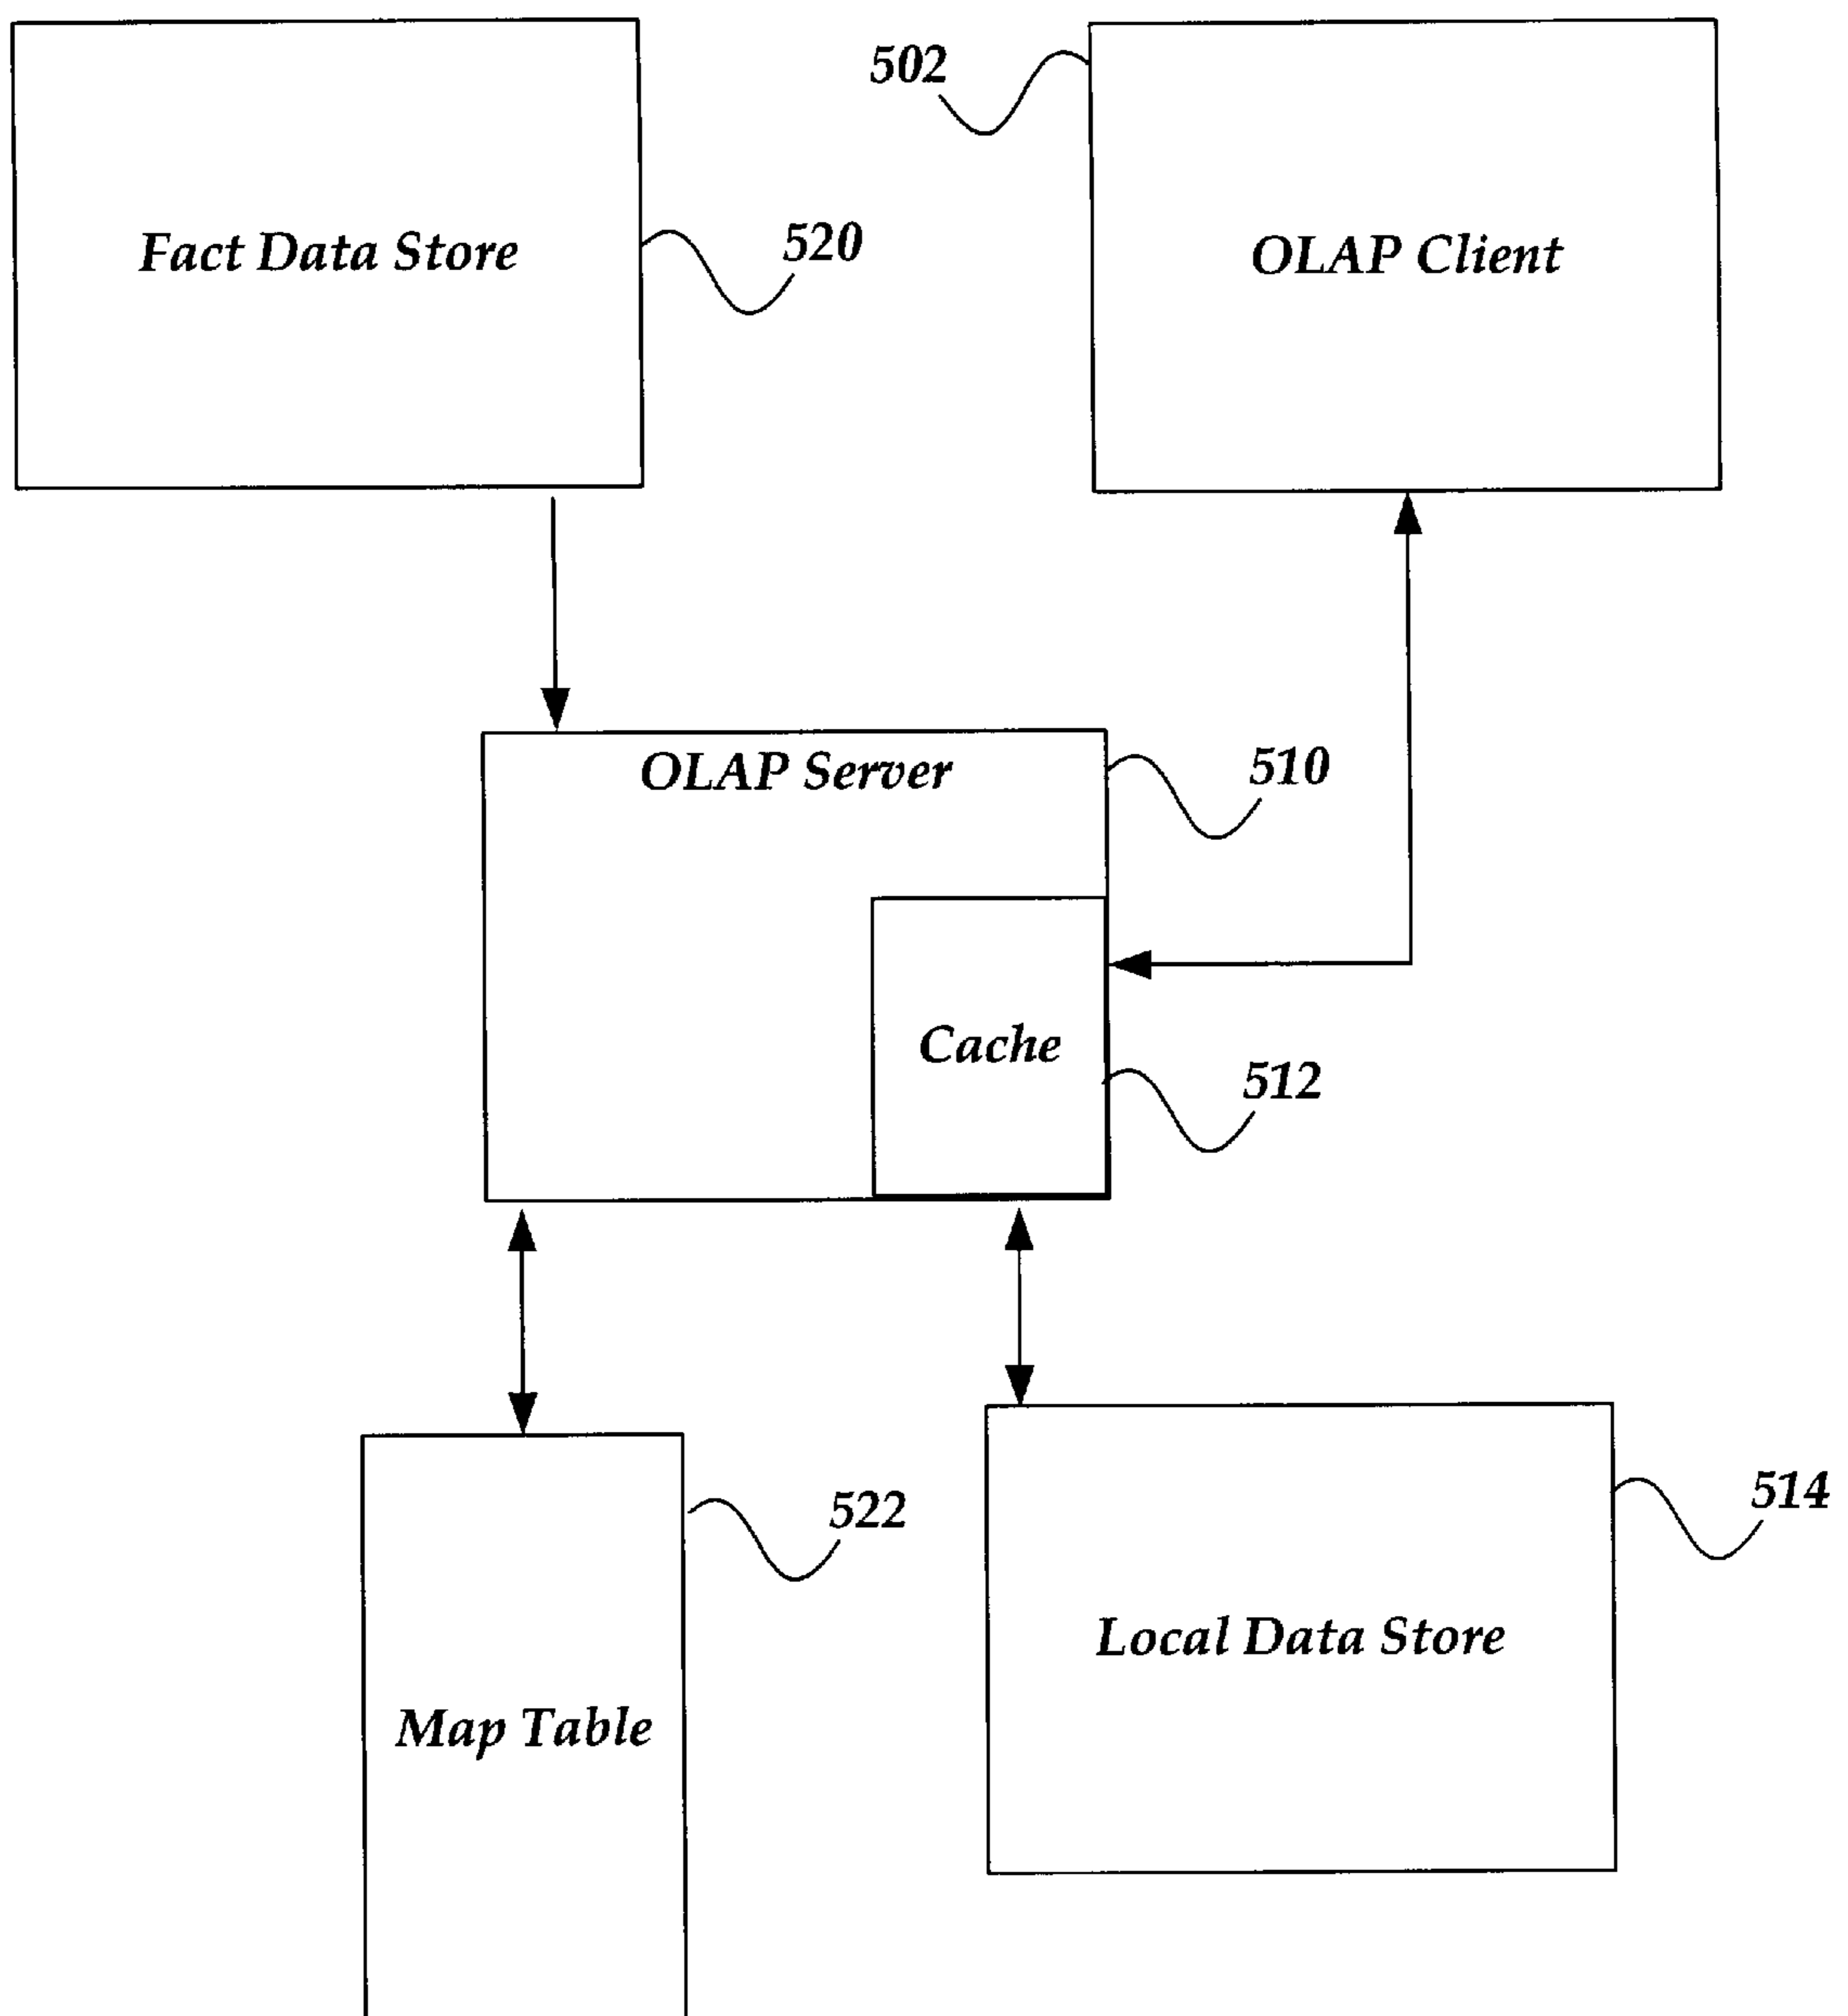 502
Fact Data Store
520
OLAP Client
OLAP Server
510
Cache
512
522
514
Local Data Store
Map Table